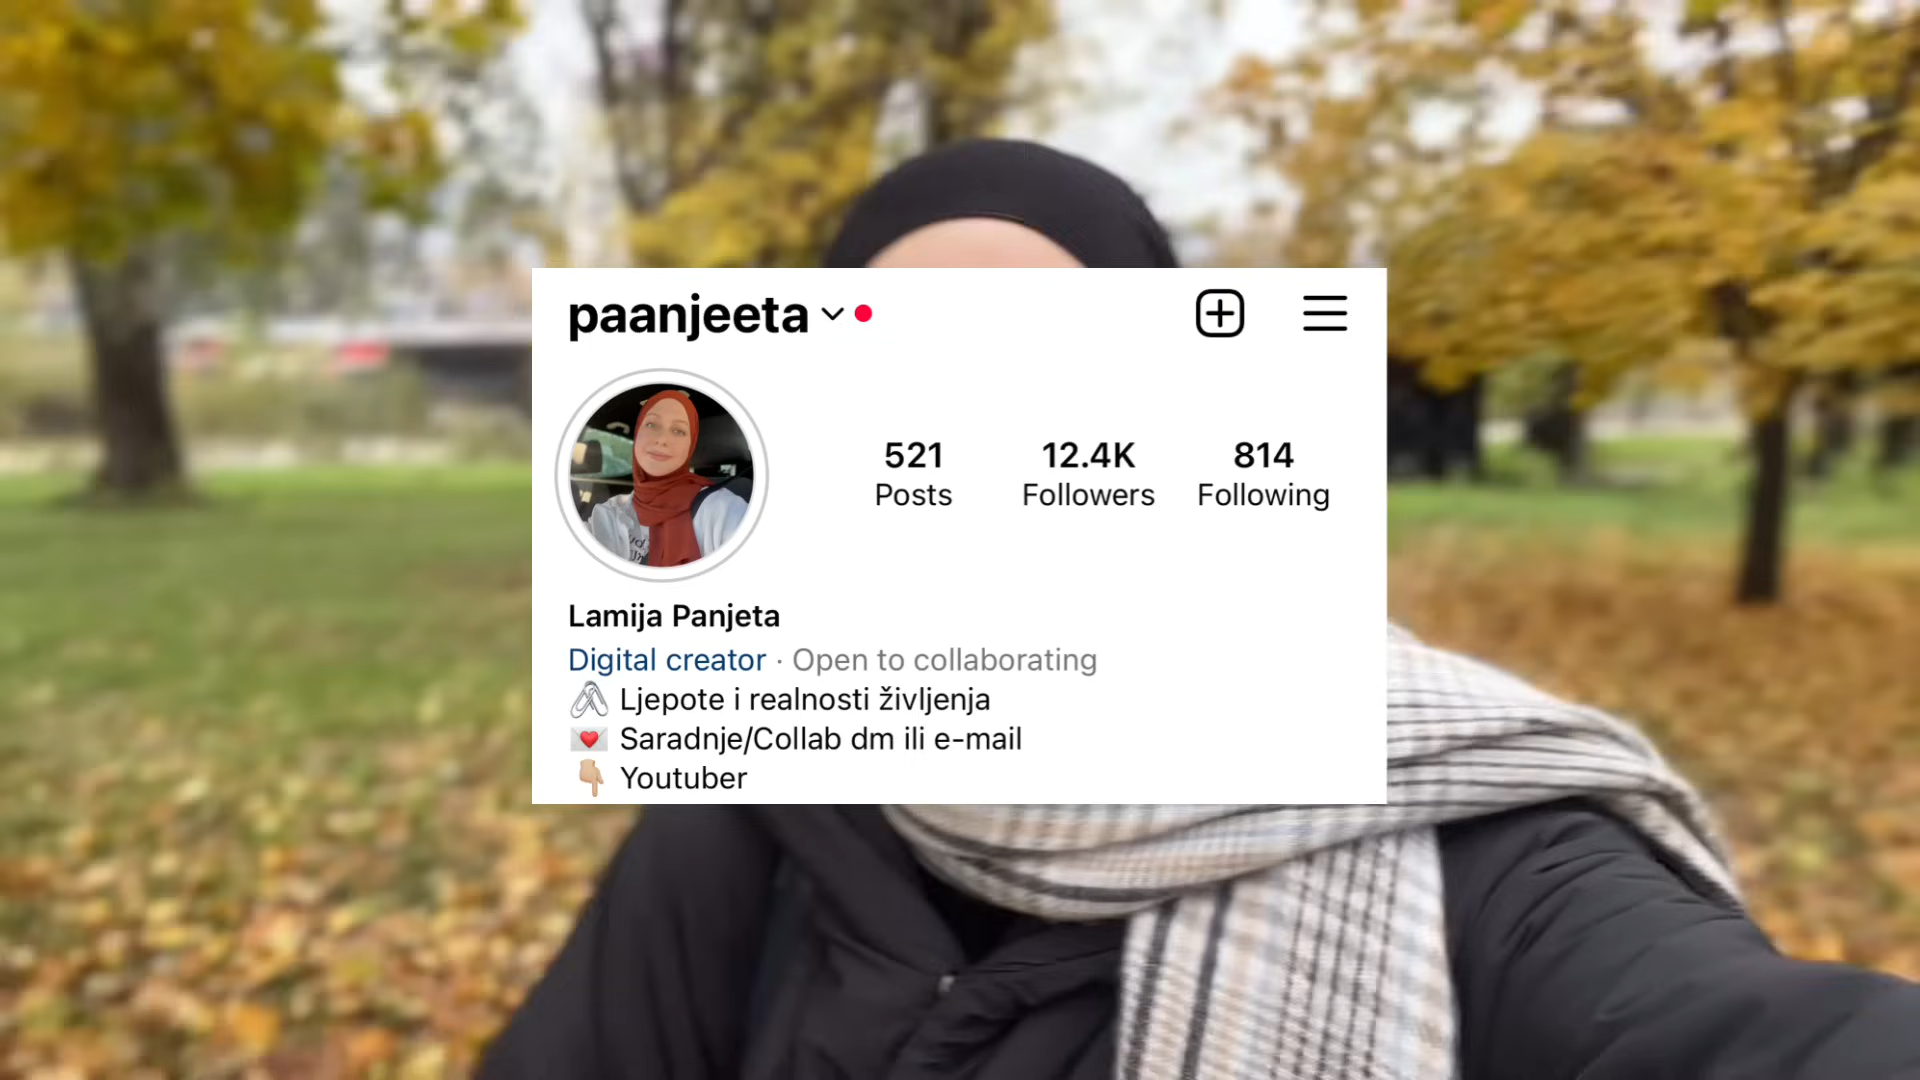 paanjeeta
521 12.4K 814
Posts Followers Following
Lamija Panjeta
Digital creator · Open to collaborating
Ljepote i realnosti življenja
Saradnje/Collab dm ili e-mail
Youtuber